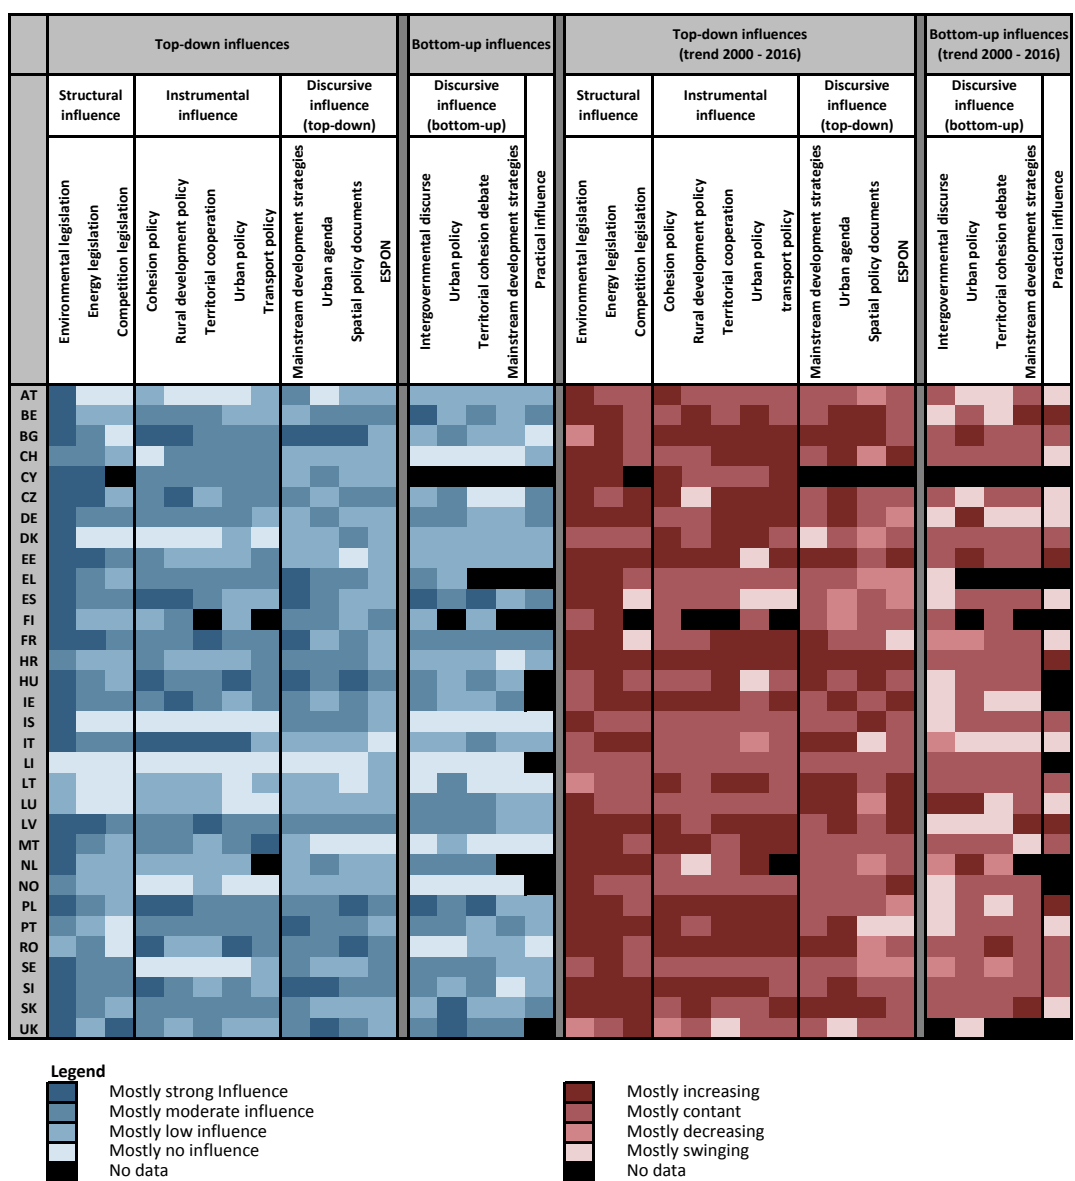 Top-down influences
Bottom-up influences
Top-down influences
(trend 2000 - 2016)
Bottom-up influences
(trend 2000 - 2016)
Structural
influence
Instrumental
influence
Discursive
influence
(top-down)
Discursive
influence
(bottom-up)
Practical influence
Structural
influence
Instrumental
influence
Discursive
influence
(top-down)
Discursive
influence
(bottom-up)
Practical influence
Environmental legislation
Energy legislation
Competition legislation
Cohesion policy
Rural development policy
Territorial cooperation
Urban policy
Transport policy
Mainstream development strategies
Urban agenda
Spatial policy documents
ESPON
Intergovernmental discurse
Urban policy
Territorial cohesion debate
Mainstream development strategies
Environmental legislation
Energy legislation
Competition legislation
Cohesion policy
Rural development policy
Territorial cooperation
Urban policy
transport policy
Mainstream development strategies
Urban agenda
Spatial policy documents
ESPON
Intergovernmental discurse
Urban policy
Territorial cohesion debate
Mainstream development strategies
AT
BE
BG
CH
CY
CZ
DE
DK
EE
EL
ES
FI
FR
HR
HU
IE
IS
IT
LI
LT
LU
LV
MT
NL
NO
PL
PT
RO
SE
SI
SK
UK
Legend
Mostly strong Influence
Mostly moderate influence
Mostly low influence
Mostly no influence
No data
Mostly increasing
Mostly contant
Mostly decreasing
Mostly swinging
No data